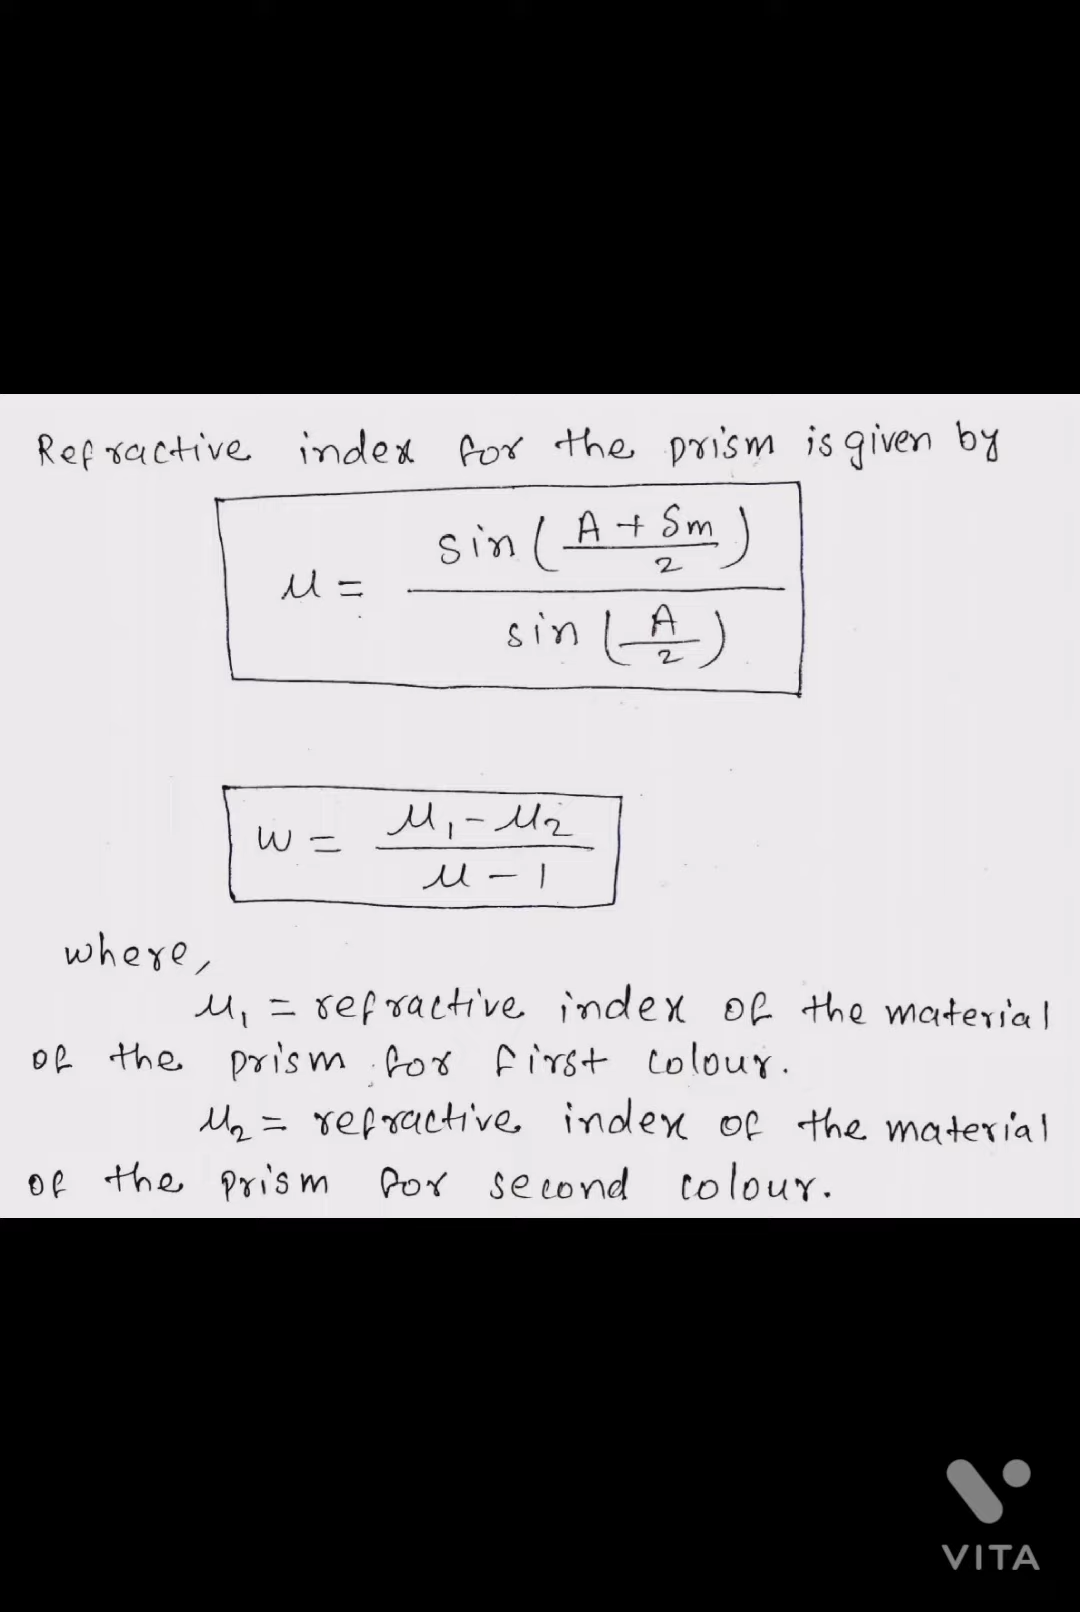 Refractive index for the prism is given by
μ = sin(A + δm / 2) / sin(A / 2)
w = μ1 - μ2 / μ - 1
where,
μ1 = refractive index of the material
of the prism for first colour.
μ2 = refractive index of the material
of the prism for second colour.
VITA